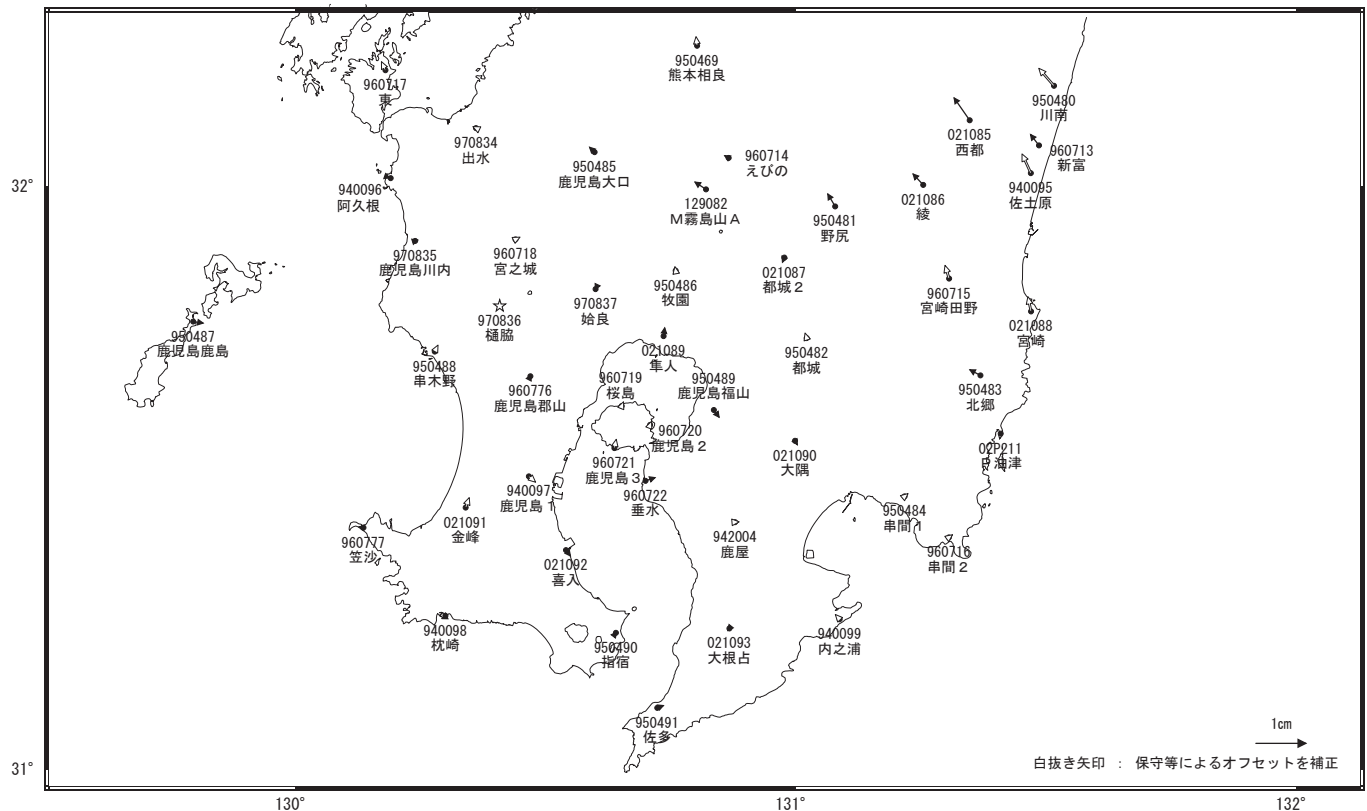 950469
熊本相良
960717
東
950480
川南
970834
出水
021085
西都
960713
新富
950485
鹿児島大口
960714
えびの
32°
940096
阿久根
129082
M霧島山A
021086
綾
940095
佐土原
950481
野尻
970835
鹿児島川内
960718
宮之城
950486
牧園
021087
都城2
960715
宮崎田野
970837
姶良
970836
樋脇
950487
鹿児島鹿島
021088
宮崎
021089
隼人
950482
都城
950488
串木野
960776
鹿児島郡山
960719
桜島
950489
鹿児島福山
950483
北郷
960720
鹿児島2
021090
大隅
02P211
P油津
960721
鹿児島3
940097
鹿児島1
960722
垂水
021091
金峰
950484
串間1
942004
鹿屋
960777
笠沙
960716
串間2
021092
喜入
940098
枕崎
950490
指宿
021093
大根占
940099
内之浦
950491
佐多
1cm
白抜き矢印 : 保守等によるオフセットを補正
31°
130°
131°
132°